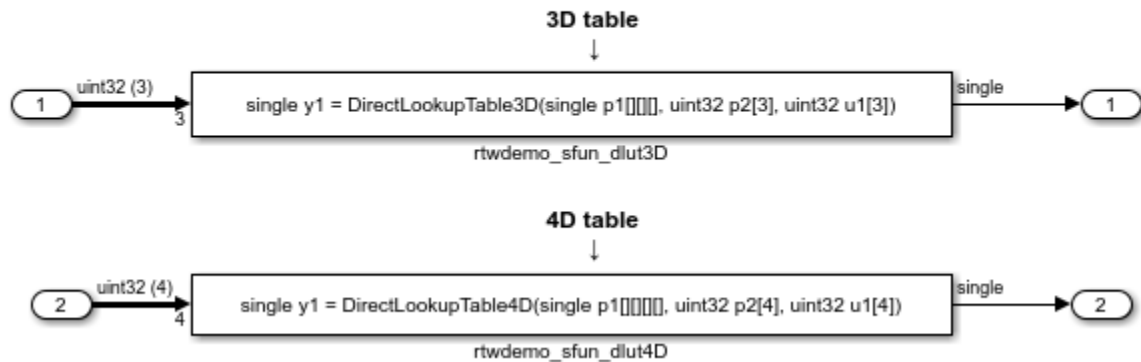 3D table
↓
uint32 (3)
single
1
single y1 = DirectLookupTable3D(single p1[][][], uint32 p2[3], uint32 u1[3])
1
3
rtwdemo_sfun_dlut3D
4D table
↓
uint32 (4)
single
2
single y1 = DirectLookupTable4D(single p1[][][][], uint32 p2[4], uint32 u1[4])
2
4
rtwdemo_sfun_dlut4D